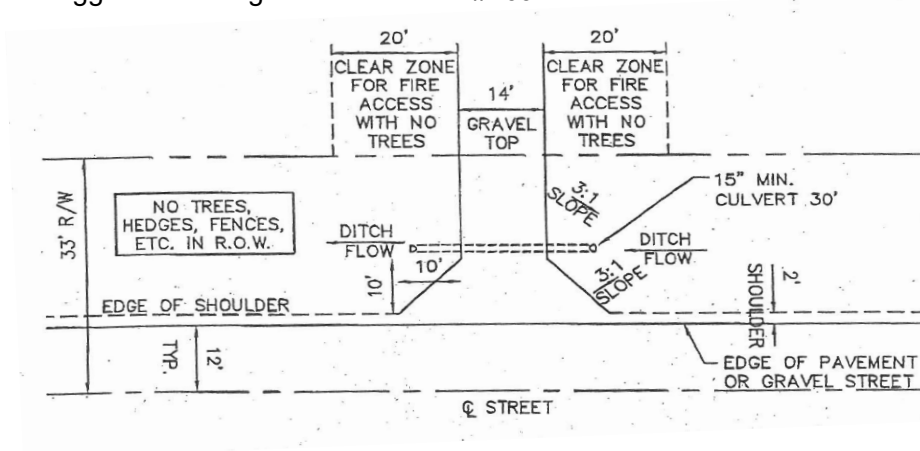 20'
20'
CLEAR ZONE
FOR FIRE
ACCESS
WITH NO
TREES
14'
GRAVEL
TOP
CLEAR ZONE
FOR FIRE
ACCESS
WITH NO
TREES
33' R/W
NO TREES,
HEDGES, FENCES,
ETC. IN R.O.W.
3:1
SLOPE
15" MIN.
CULVERT 30'
DITCH
FLOW
DITCH
FLOW
10'
10'
3:1
SLOPE
2'
SHOULDER
EDGE OF SHOULDER
12'
TYP.
EDGE OF PAVEMENT
OR GRAVEL STREET
℄ STREET